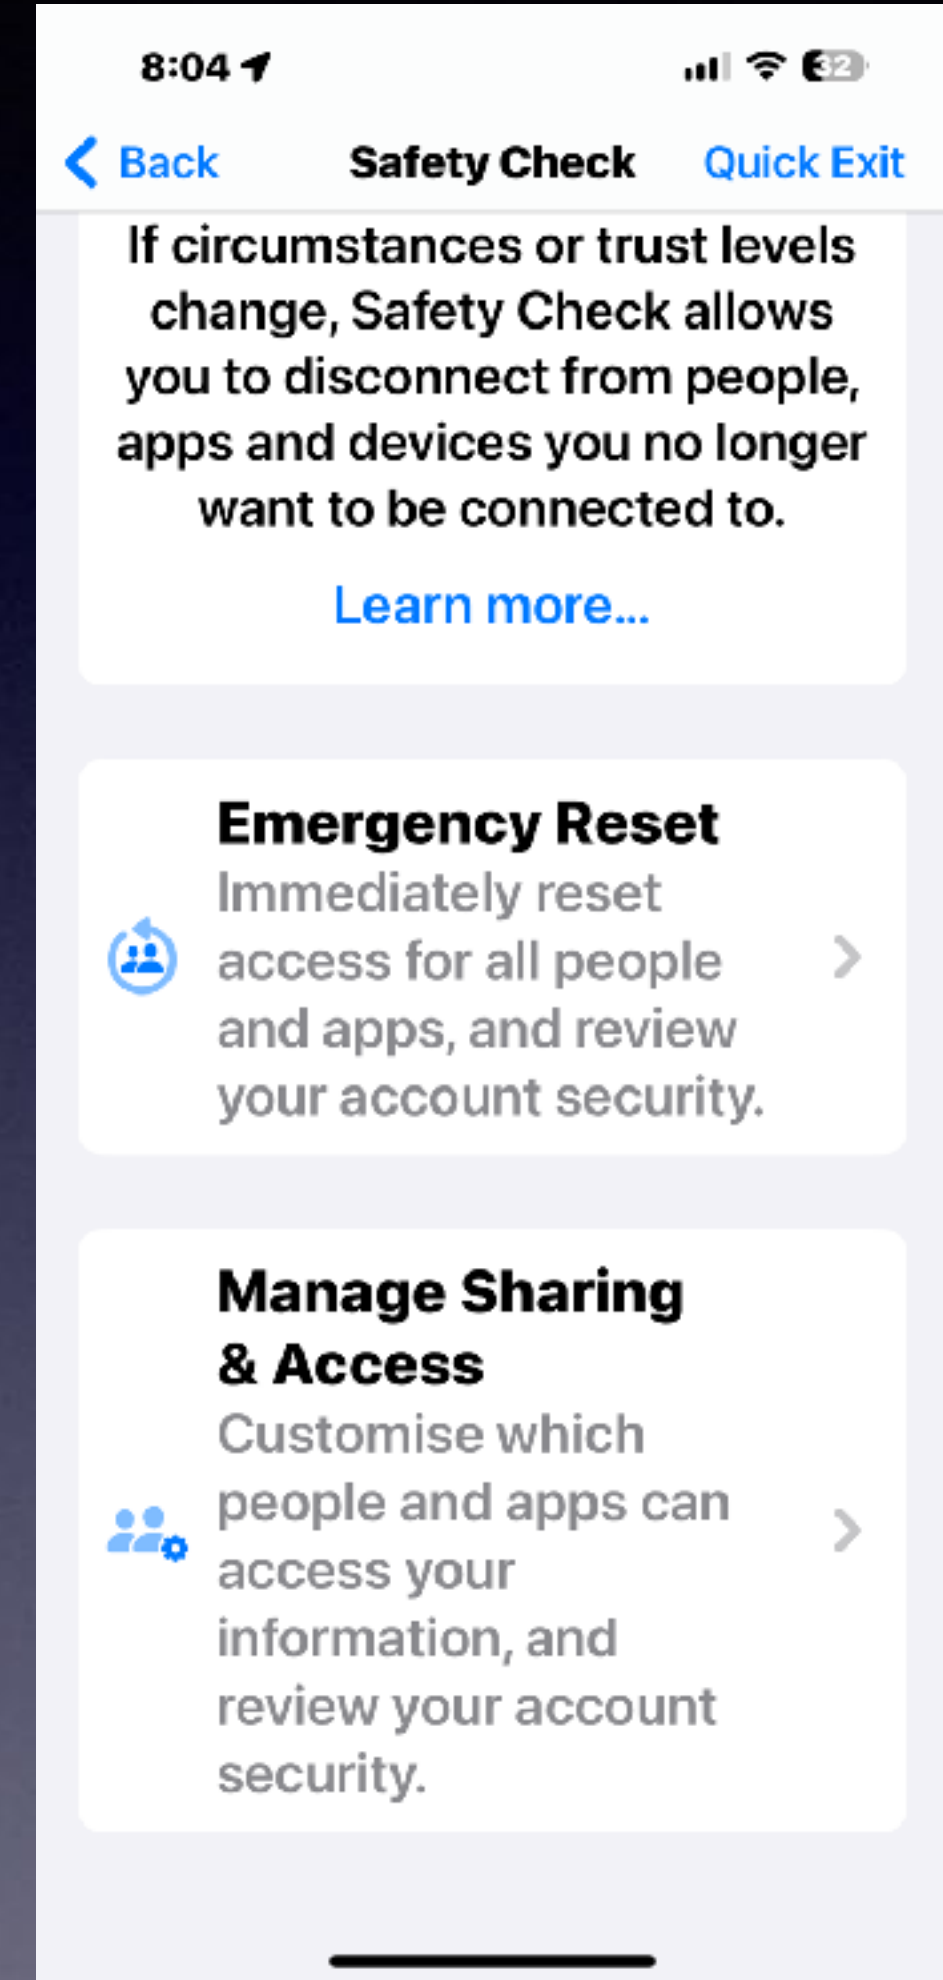 8:04
32
Back
Safety Check
Quick Exit
If circumstances or trust levels
change, Safety Check allows
you to disconnect from people,
apps and devices you no longer
want to be connected to.
Learn more...
Emergency Reset
Immediately reset
access for all people
and apps, and review
your account security.
Manage Sharing
& Access
Customise which
people and apps can
access your
information, and
review your account
security.